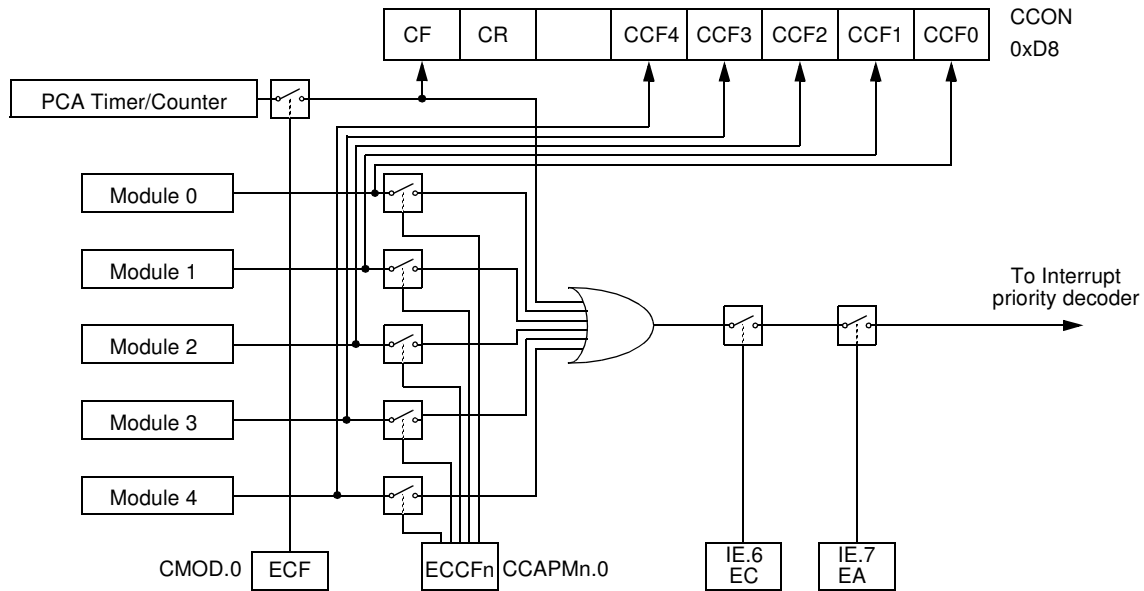 CF CR CCF4 CCF3 CCF2 CCF1 CCF0 CCON
0xD8
PCA Timer/Counter
Module 0
Module 1
Module 2
Module 3
Module 4
To Interrupt
priority decoder
CMOD.0 ECF
ECCFn CCAPMn.0
IE.6
EC
IE.7
EA